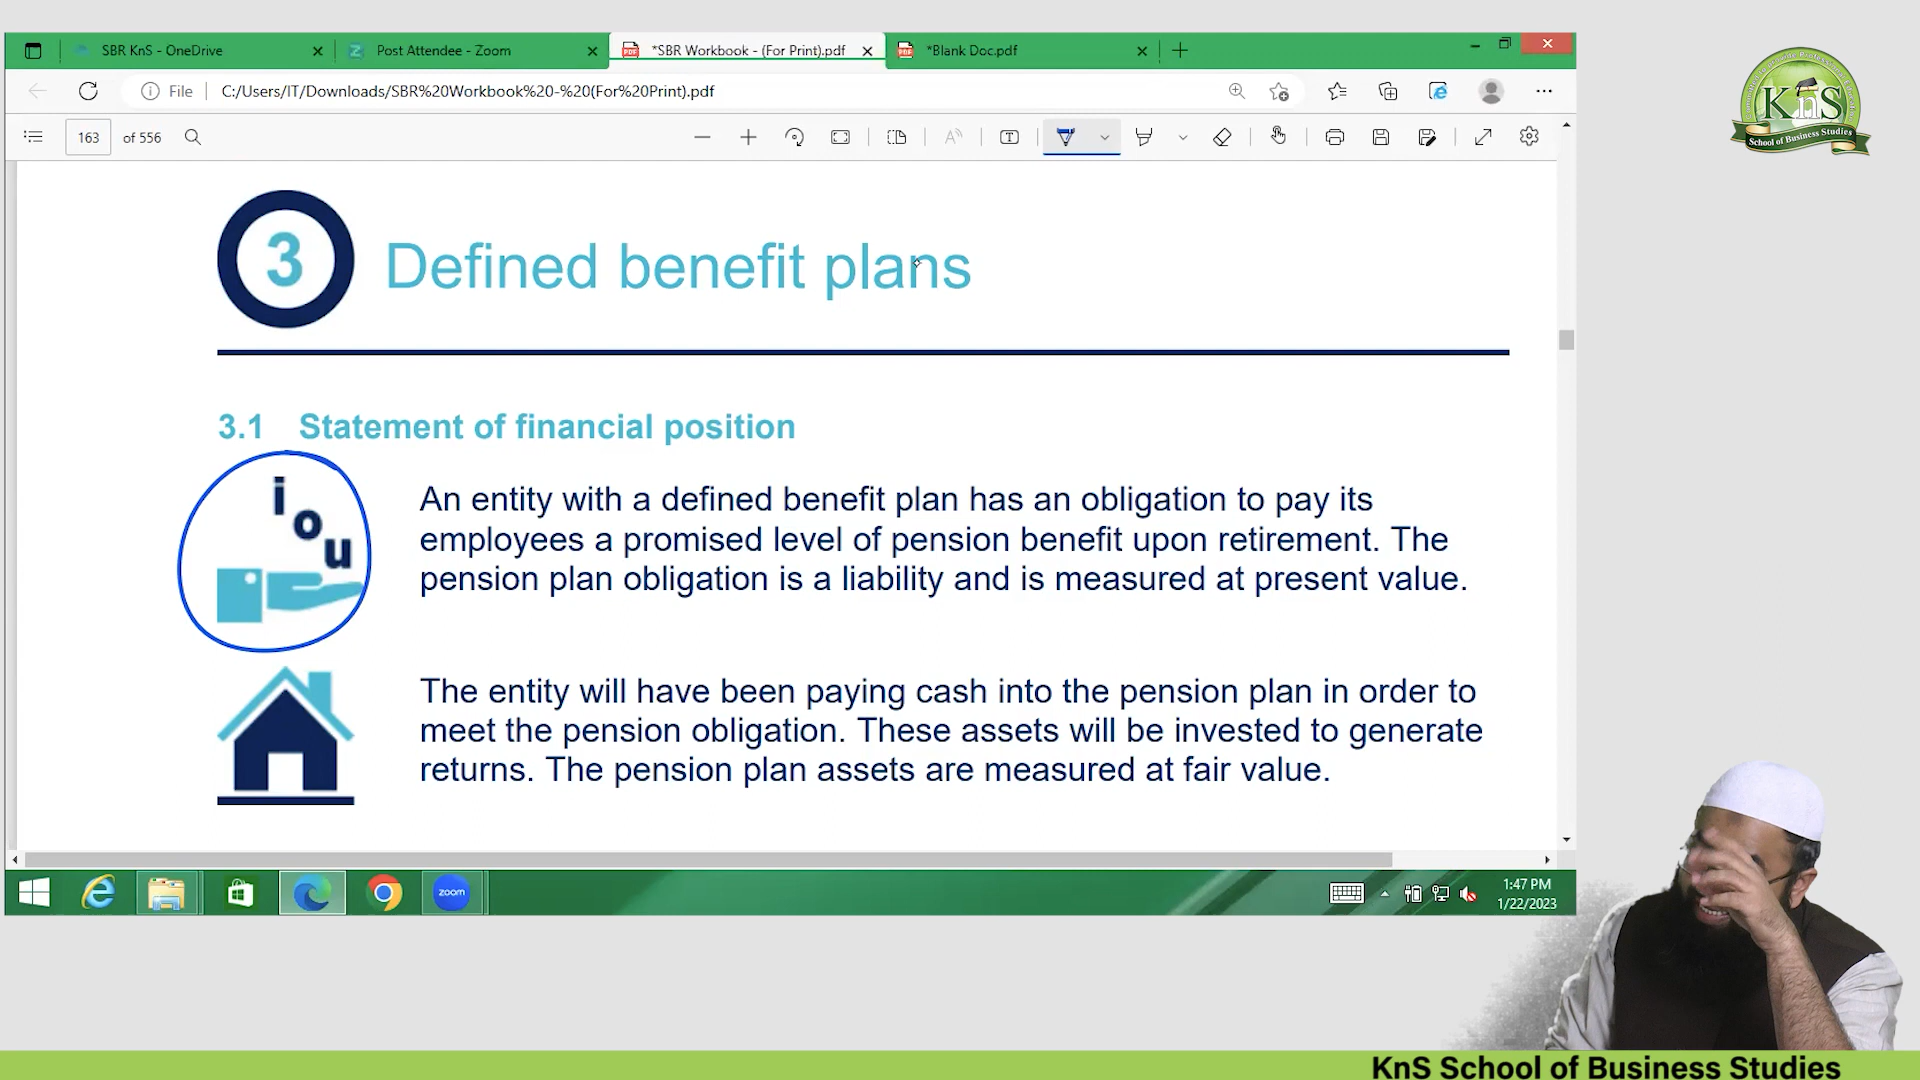 SBR KnS - OneDrive
Post Attendee - Zoom
*SBR Workbook - (For Print).pdf
*Blank Doc.pdf
File
C:/Users/IT/Downloads/SBR%20Workbook%20-%20(For%20Print).pdf
163 of 556
3 Defined benefit plans
3.1 Statement of financial position
i o u
An entity with a defined benefit plan has an obligation to pay its
employees a promised level of pension benefit upon retirement. The
pension plan obligation is a liability and is measured at present value.
The entity will have been paying cash into the pension plan in order to
meet the pension obligation. These assets will be invested to generate
returns. The pension plan assets are measured at fair value.
zoom
1:47 PM
1/22/2023
KnS
School of Business Studies
KnS School of Business Studies